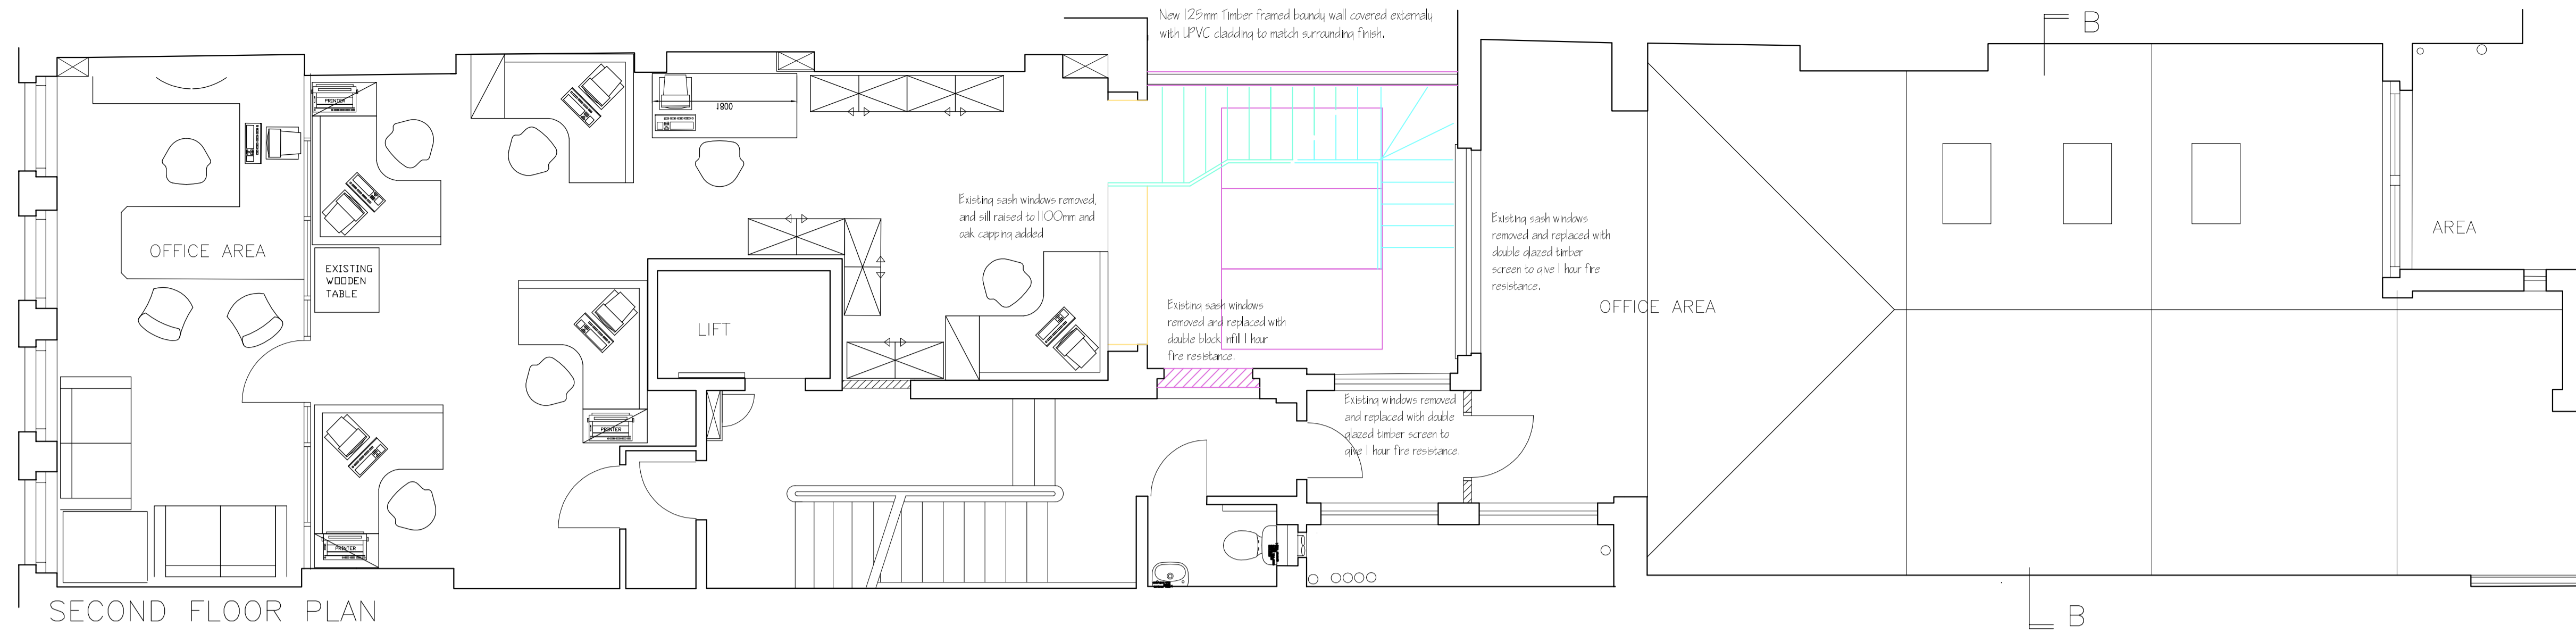 New 125mm Timber framed boundy wall covered externaly
with UPVC cladding to match surrounding finish.
B
PRINTER
1800
Existing sash windows removed,
and sill raised to 1100mm and
oak capping added
Existing sash windows
removed and replaced with
double glazed timber
screen to give 1 hour fire
resistance.
AREA
OFFICE AREA
EXISTING
WOODEN
TABLE
LIFT
Existing sash windows
removed and replaced with
double block infill 1 hour
fire resistance.
OFFICE AREA
Existing windows removed
and replaced with double
glazed timber screen to
give 1 hour fire resistance.
PRINTER
PRINTER
SECOND FLOOR PLAN
B